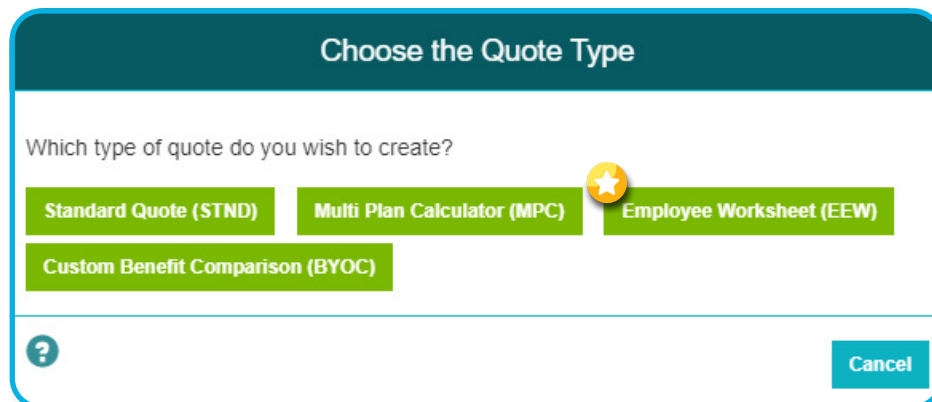 Choose the Quote Type
Which type of quote do you wish to create?
Standard Quote (STND)
Multi Plan Calculator (MPC)
Employee Worksheet (EEW)
Custom Benefit Comparison (BYOC)
?
Cancel